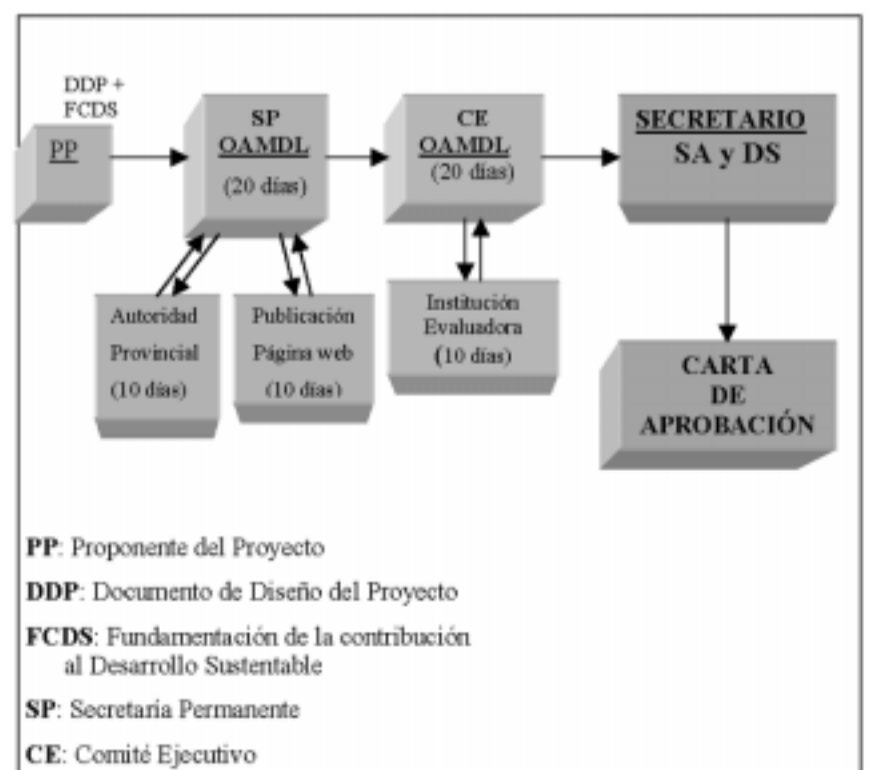 DDP +
FCDS
PP
SP
OAMDL
(20 días)
CE
OAMDL
(20 días)
SECRETARIO
SA y DS
Autoridad
Provincial
(10 días)
Publicación
Página web
(10 días)
Institución
Evaluadora
(10 días)
CARTA
DE
APROBACIÓN
PP: Proponente del Proyecto
DDP: Documento de Diseño del Proyecto
FCDS: Fundamentación de la contribución
al Desarrollo Sustentable
SP: Secretaría Permanente
CE: Comité Ejecutivo